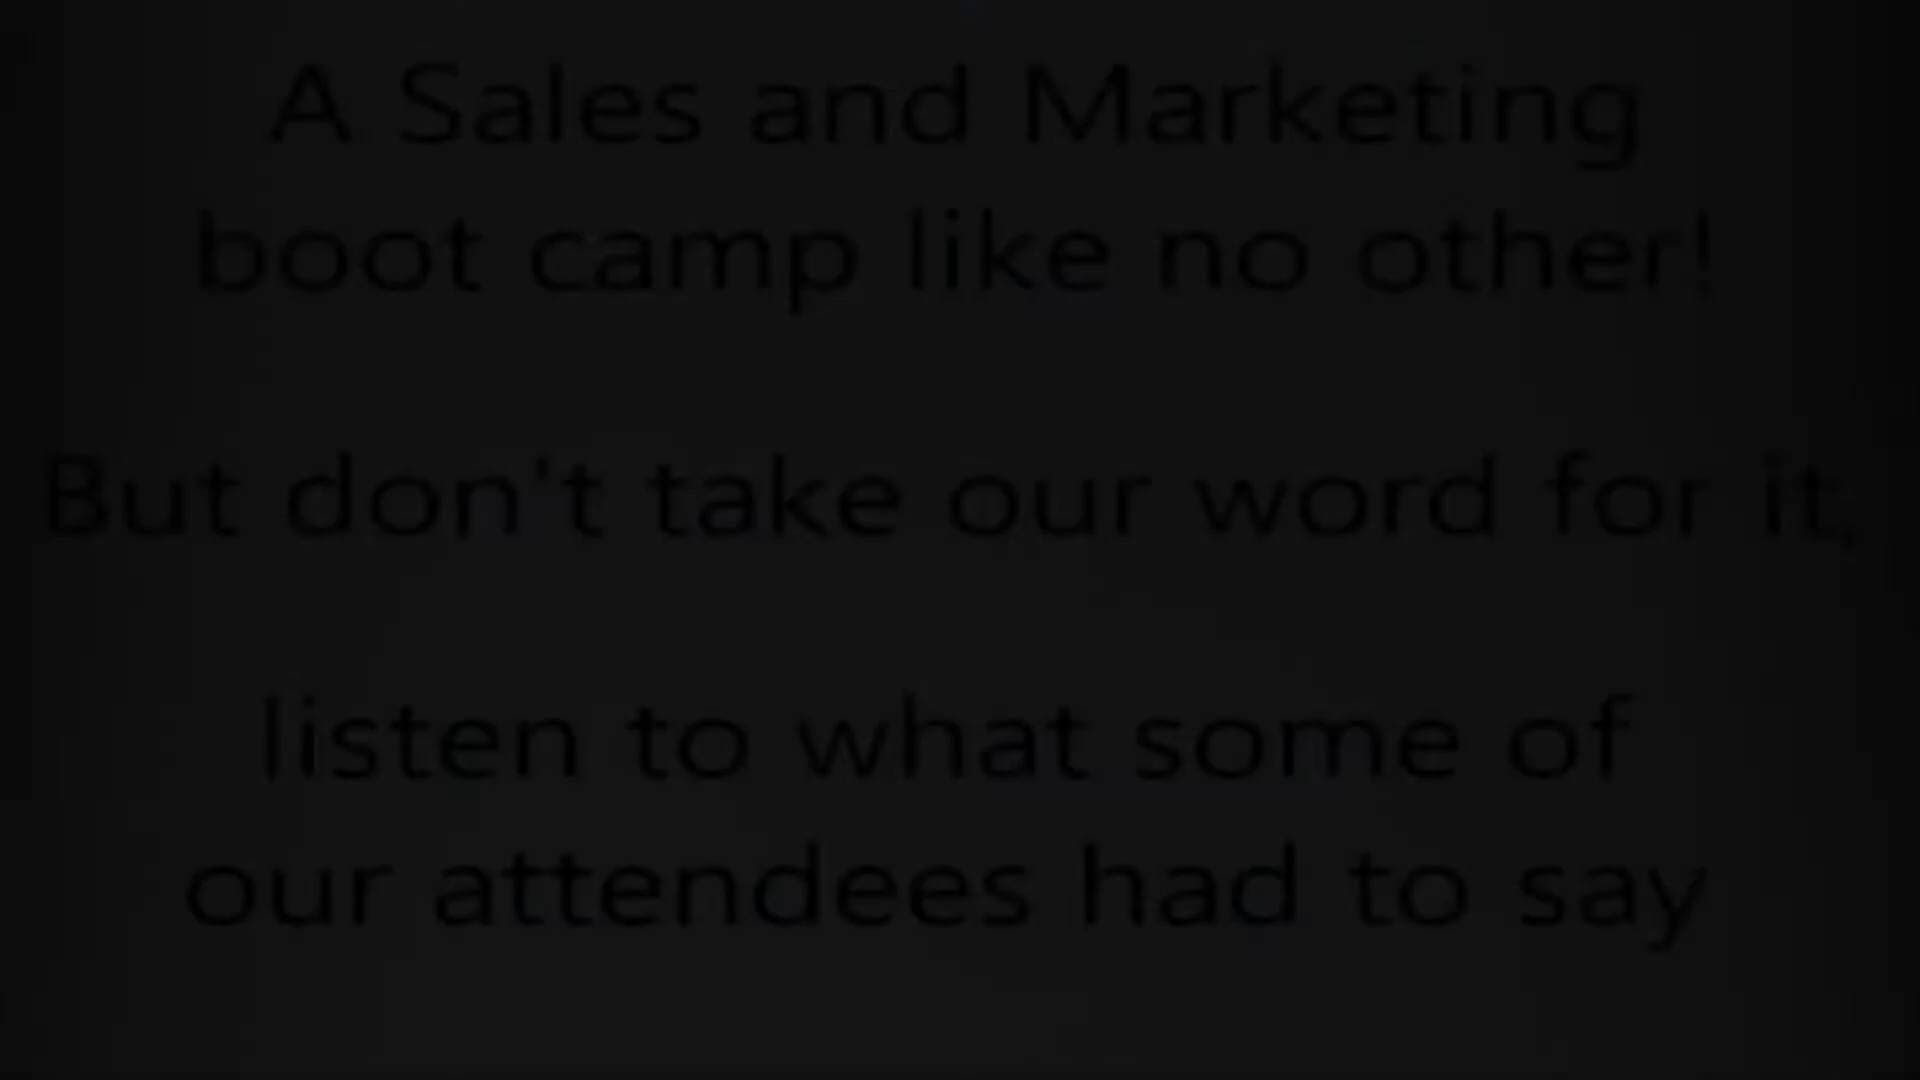 A Sales and Marketing
boot camp like no other!
But don't take our word for it,
listen to what some of
our attendees had to say